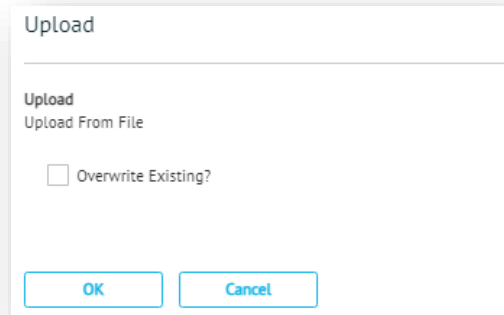 Upload
Upload
Upload From File
Overwrite Existing?
OK Cancel